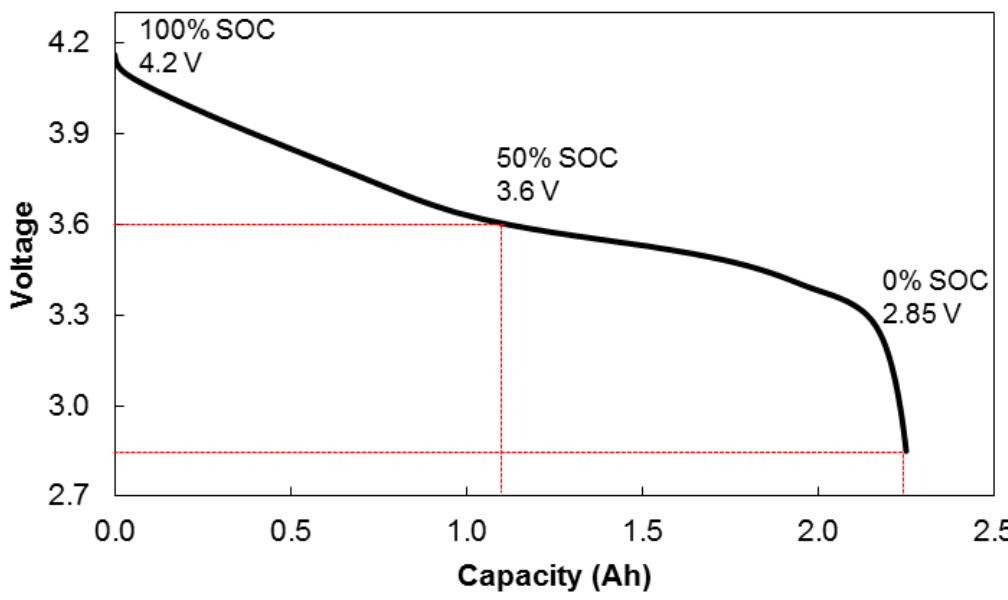 100% SOC
4.2 V
50% SOC
3.6 V
0% SOC
2.85 V
Voltage
4.2
3.9
3.6
3.3
3.0
2.7
0.0 0.5 1.0 1.5 2.0 2.5
Capacity (Ah)